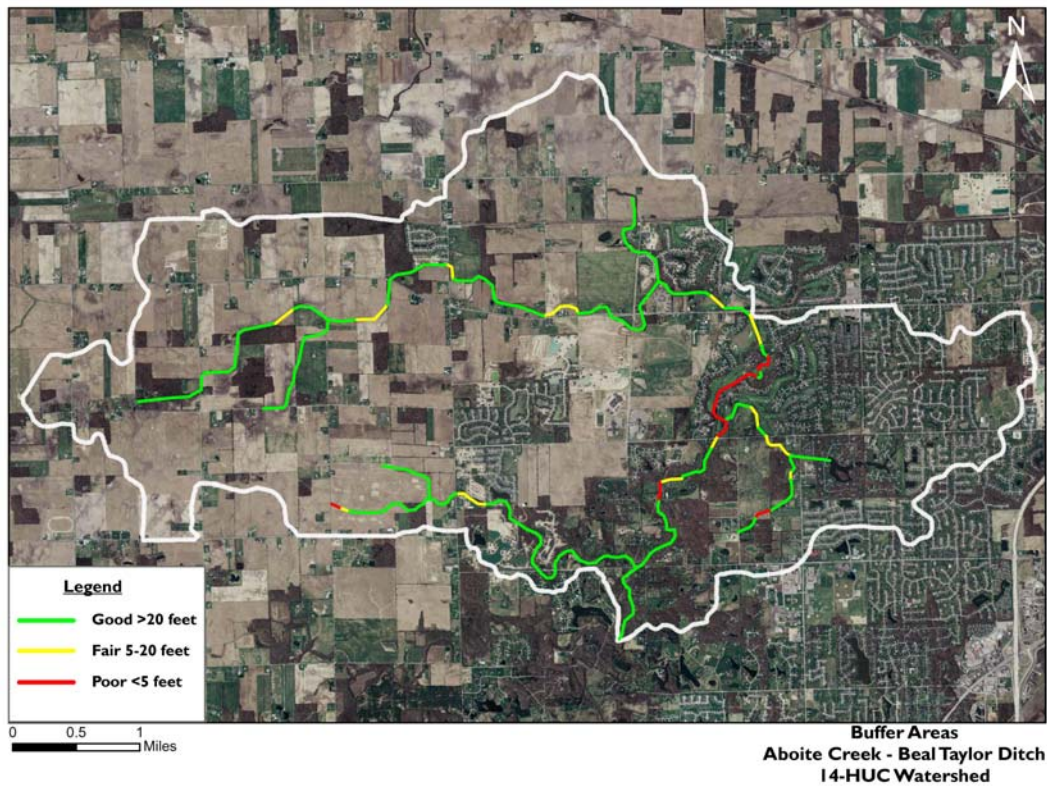 N
Legend
Good >20 feet
Fair 5-20 feet
Poor <5 feet
0 0.5 1
Miles
Buffer Areas
Aboite Creek - Beal Taylor Ditch
14-HUC Watershed